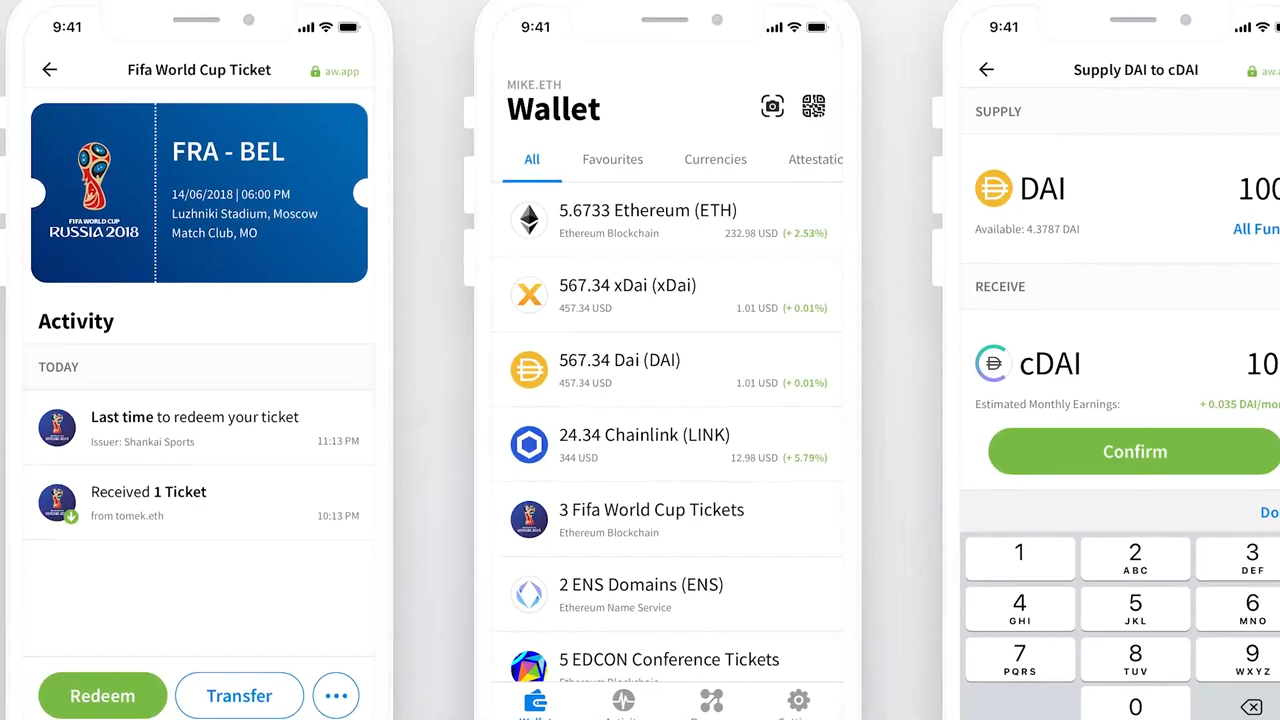 9:41
Fifa World Cup Ticket
aw.app
FIFA WORLD CUP
RUSSIA 2018
FRA - BEL
14/06/2018 | 06:00 PM
Luzhniki Stadium, Moscow
Match Club, MO
Activity
TODAY
Last time to redeem your ticket
Issuer: Shankai Sports
11:13 PM
Received 1 Ticket
from tomek.eth
10:13 PM
Redeem
Transfer
9:41
MIKE.ETH
Wallet
All
Favourites
Currencies
Attestatic
5.6733 Ethereum (ETH)
Ethereum Blockchain
232.98 USD (+ 2.53%)
567.34 xDai (xDai)
457.34 USD
1.01 USD (+ 0.01%)
567.34 Dai (DAI)
457.34 USD
1.01 USD (+ 0.01%)
24.34 Chainlink (LINK)
344 USD
12.98 USD (+ 5.79%)
3 Fifa World Cup Tickets
Ethereum Blockchain
2 ENS Domains (ENS)
Ethereum Name Service
5 EDCON Conference Tickets
9:41
Supply DAI to cDAI
aw.a
SUPPLY
DAI
100
Available: 4.3787 DAI
All Fun
RECEIVE
cDAI
10
Estimated Monthly Earnings:
+ 0.035 DAI/mon
Confirm
Do
1
2
ABC
3
DEF
4
GHI
5
JKL
6
MNO
7
PQRS
8
TUV
9
WXYZ
0